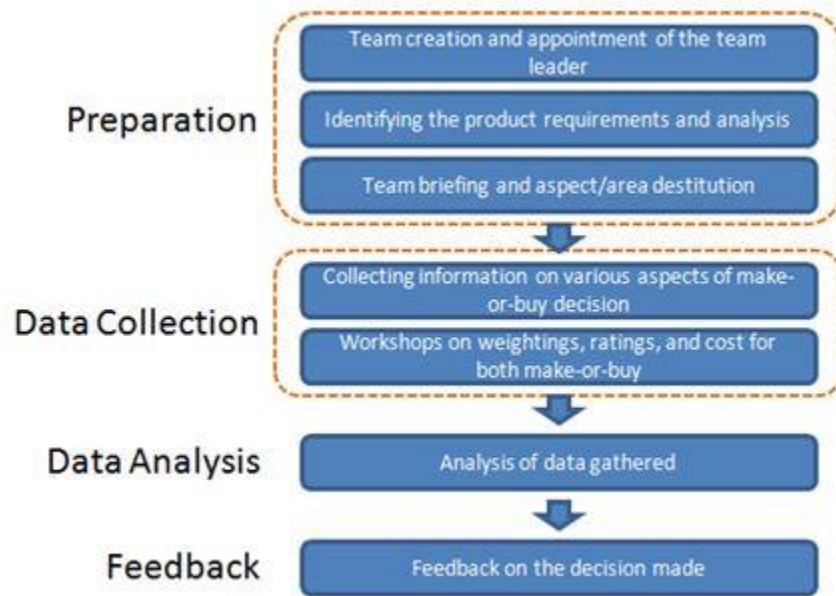 Preparation
Team creation and appointment of the team
leader
Identifying the product requirements and analysis
Team briefing and aspect/area destitution
Data Collection
Collecting information on various aspects of make-
or-buy decision
Workshops on weightings, ratings, and cost for
both make-or-buy
Data Analysis
Analysis of data gathered
Feedback
Feedback on the decision made